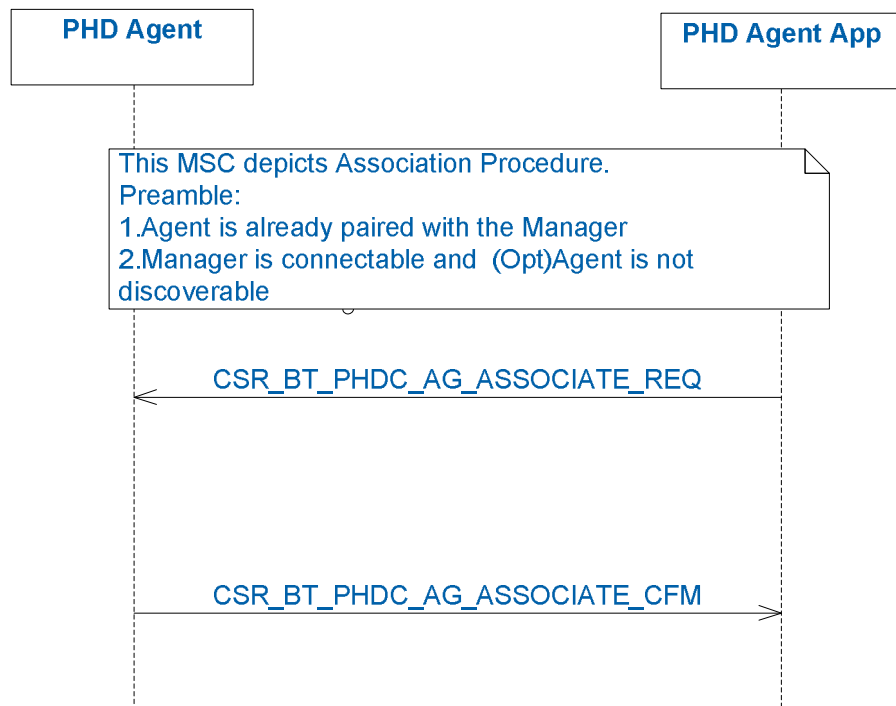 PHD Agent
PHD Agent App
This MSC depicts Association Procedure.
Preamble:
1.Agent is already paired with the Manager
2.Manager is connectable and  (Opt)Agent is not
discoverable
CSR_BT_PHDC_AG_ASSOCIATE_REQ
CSR_BT_PHDC_AG_ASSOCIATE_CFM